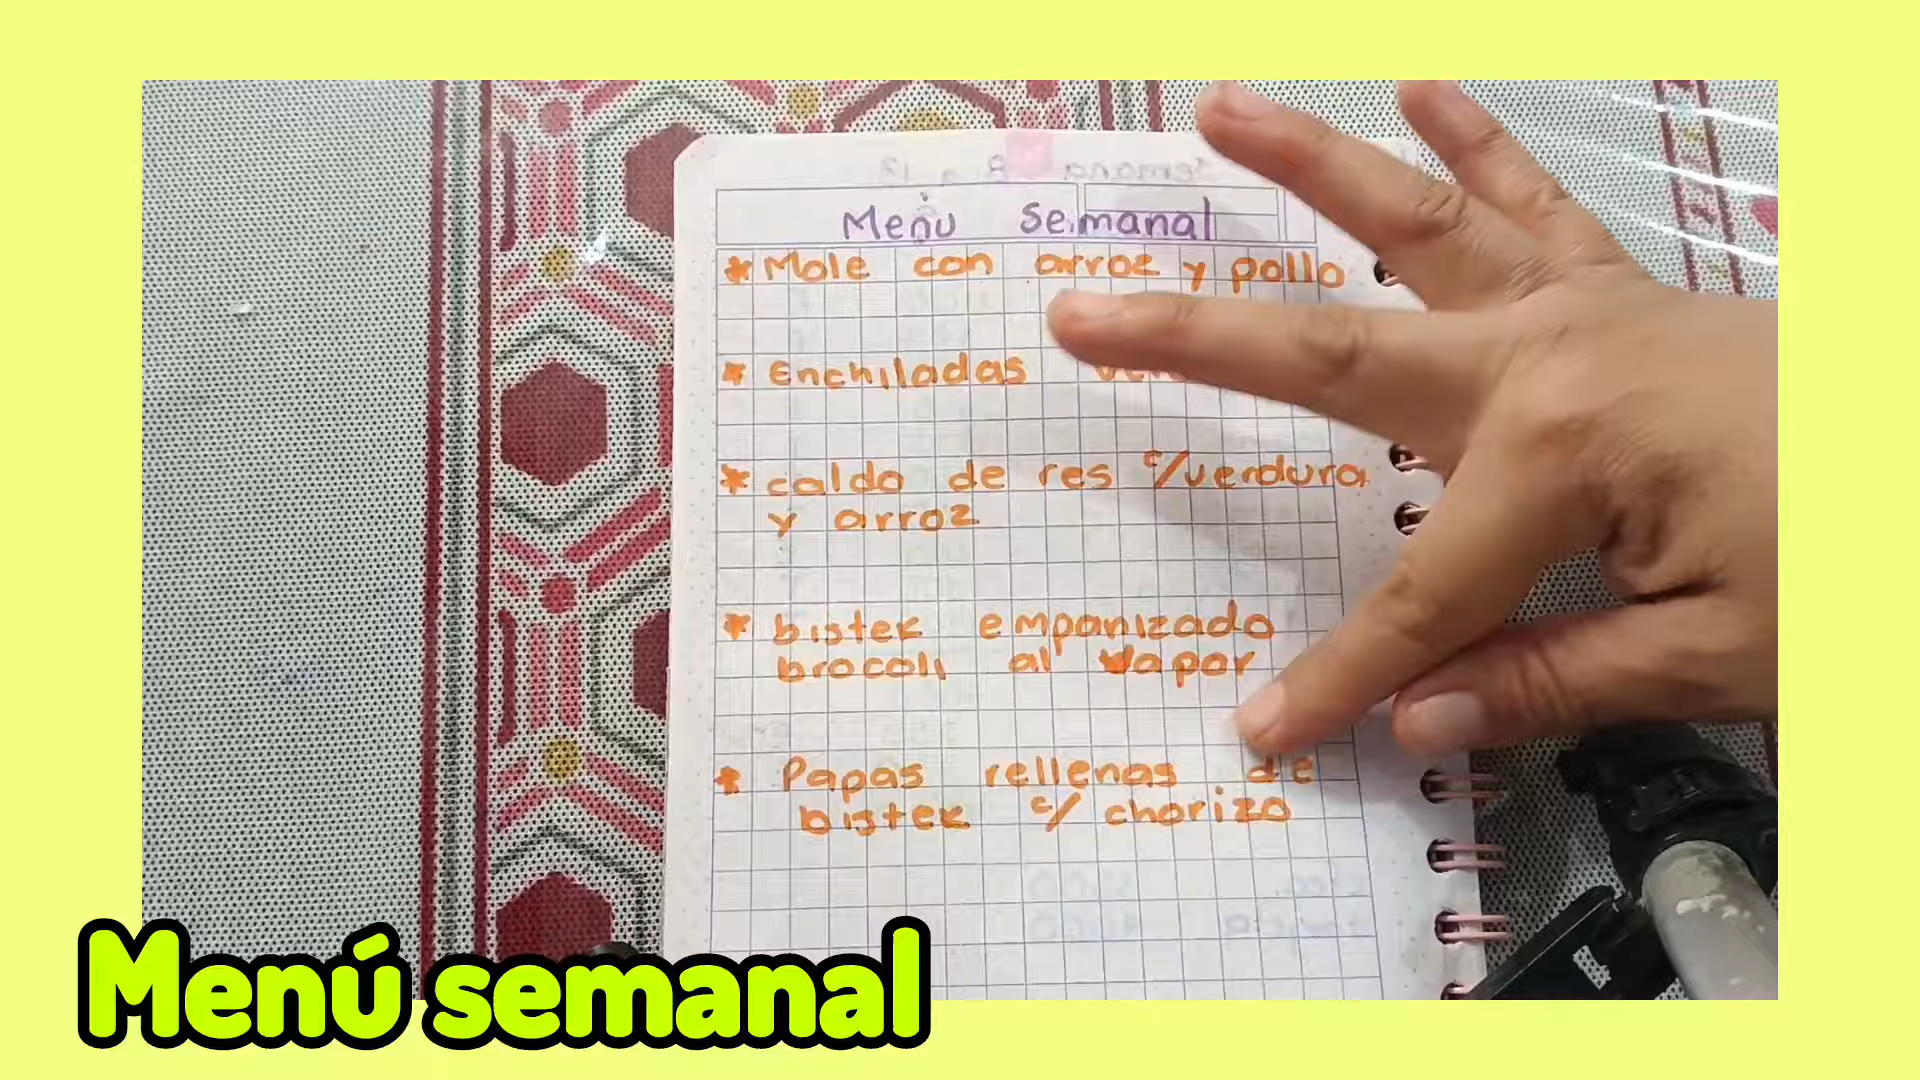 Menu Semanal
* Mole con arroz y pollo
* Enchiladas
* caldo de res c/verdura
y arroz
* bistek empanizado
brocoli al vapor
* Papas rellenas de
bistek c/ chorizo
Menú semanal